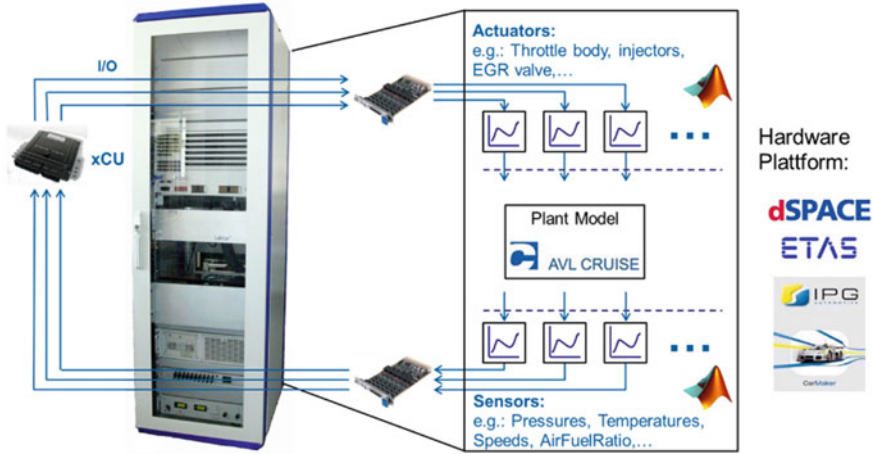 Actuators:
e.g.: Throttle body, injectors,
EGR valve,...
I/O
xCU
Hardware
Plattform:
Plant Model
AVL CRUISE
dSPACE
ETAS
IPG
AUTOMOTIVE
CarMaker
Sensors:
e.g.: Pressures, Temperatures,
Speeds, AirFuelRatio,...